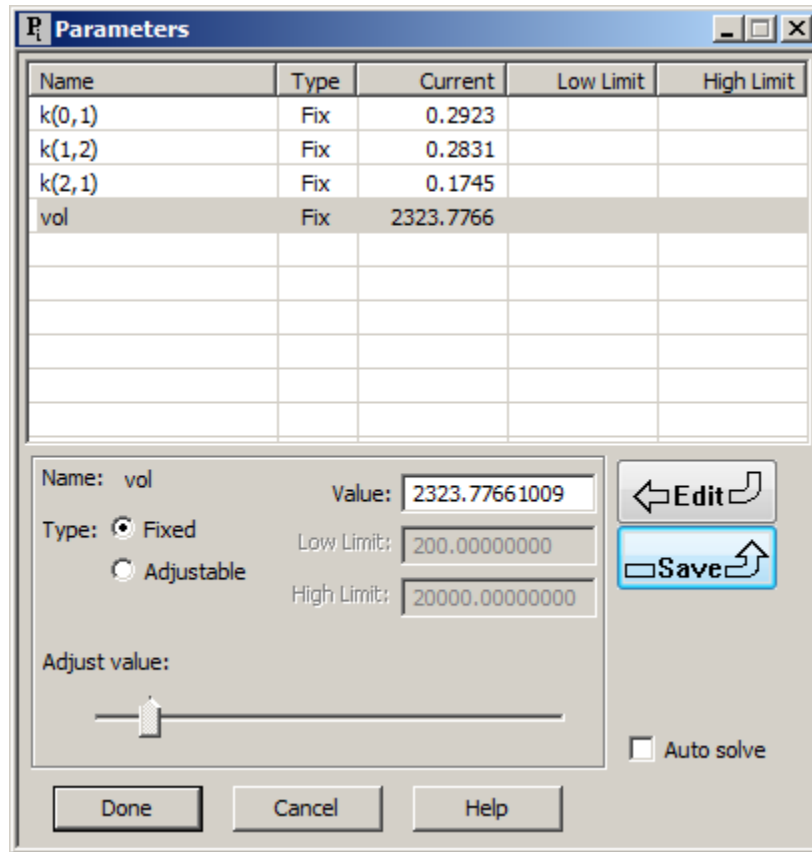 Pi Parameters
Name Type Current Low Limit High Limit
k(0,1) Fix 0.2923
k(1,2) Fix 0.2831
k(2,1) Fix 0.1745
vol Fix 2323.7766
Name: vol
Value: 2323.77661009
Type: Fixed
Low Limit: 200.00000000
Adjustable
High Limit: 20000.00000000
Edit
Save
Adjust value:
Auto solve
Done Cancel Help